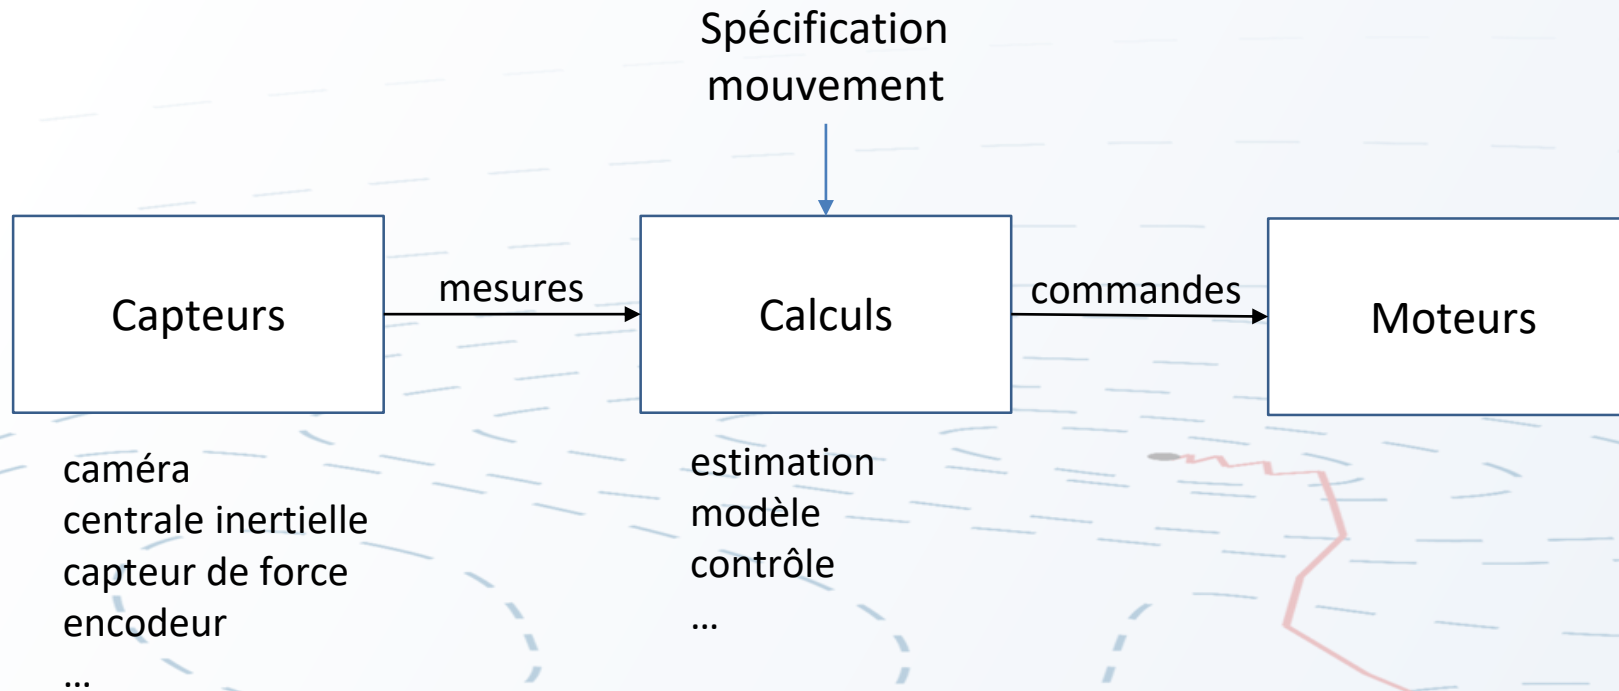 Spécification
mouvement
Capteurs
mesures
Calculs
commandes
Moteurs
caméra
centrale inertielle
capteur de force
encodeur
...
estimation
modèle
contrôle
...